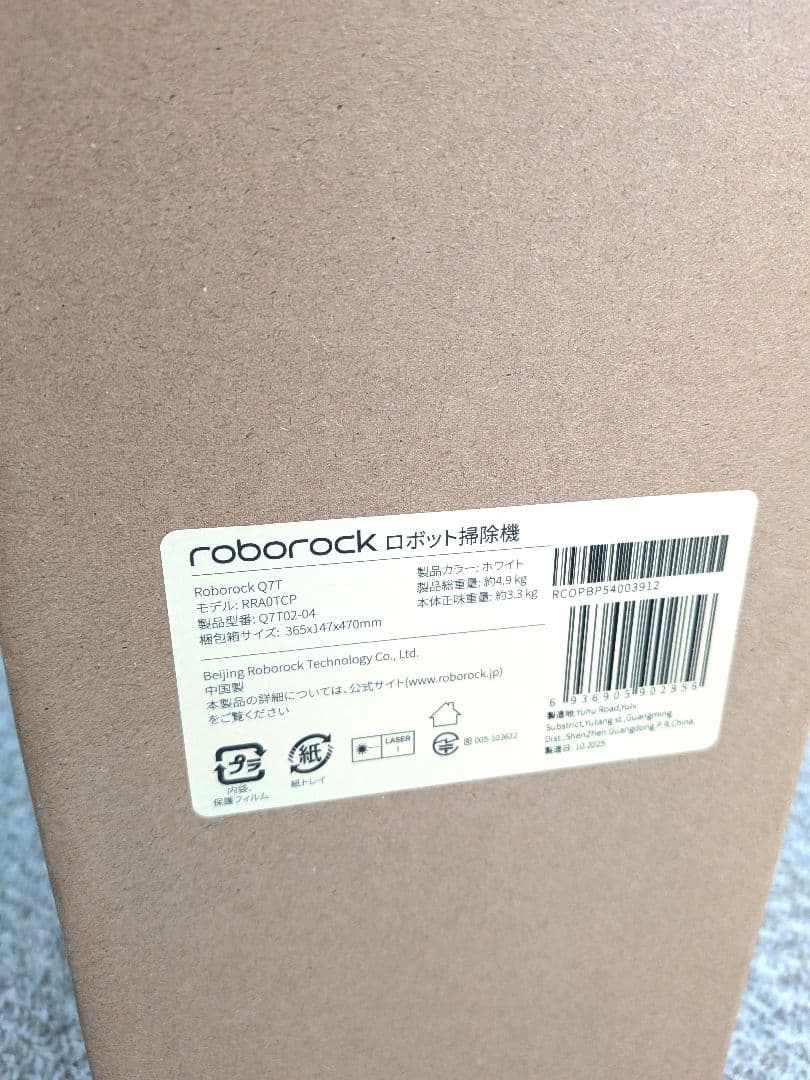 roborock ロボット掃除機
Roborock Q7T
モデル: RRA0TCP
製品型番: Q7T02-04
梱包箱サイズ: 365x147x470mm
製品カラー: ホワイト
製品総重量: 約4.9 kg
本体正味重量: 約3.3 kg
RCOPBP54003912
Beijing Roborock Technology Co., Ltd.
中国製
本製品の詳細については、公式サイト(www.roborock.jp)
をご覧ください
6 936905 902856
製造地:Yuhu Road,Yulv
Substrict,Yutang st.,Guangming
Dist.,ShenZhen Guangdong P.R.China.
製造日: 10.2025
プラ
内袋、
保護フィルム
紙
紙トレイ
LASER
1
005-103622